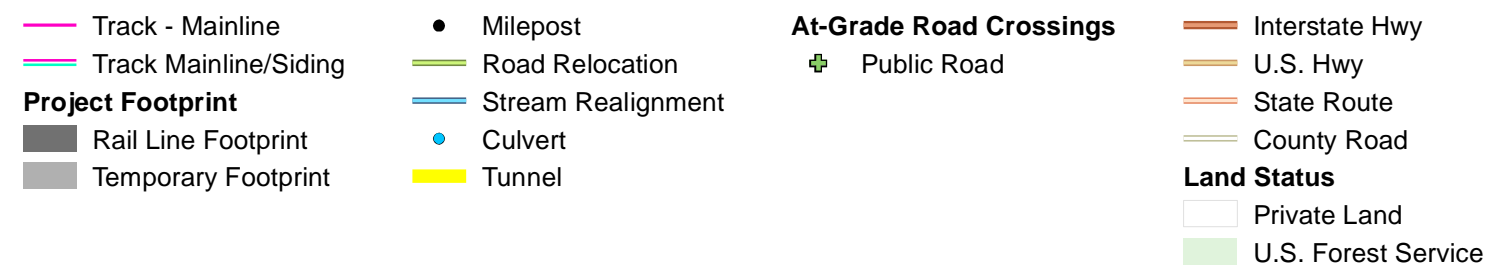 Track - Mainline
Track Mainline/Siding
Project Footprint
Rail Line Footprint
Temporary Footprint
Milepost
Road Relocation
Stream Realignment
Culvert
Tunnel
At-Grade Road Crossings
Public Road
Interstate Hwy
U.S. Hwy
State Route
County Road
Land Status
Private Land
U.S. Forest Service